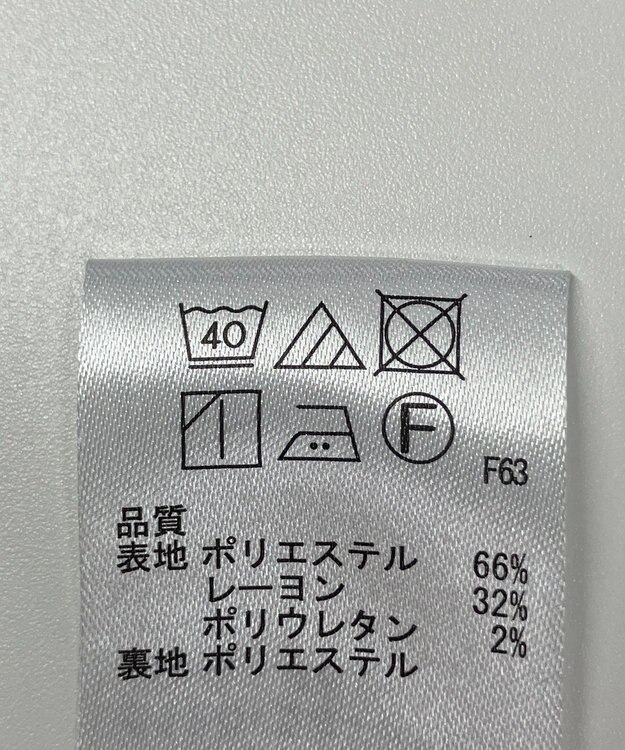 40
F
F63
品質
表地 ポリエステル 66%
レーヨン 32%
ポリウレタン 2%
裏地 ポリエステル